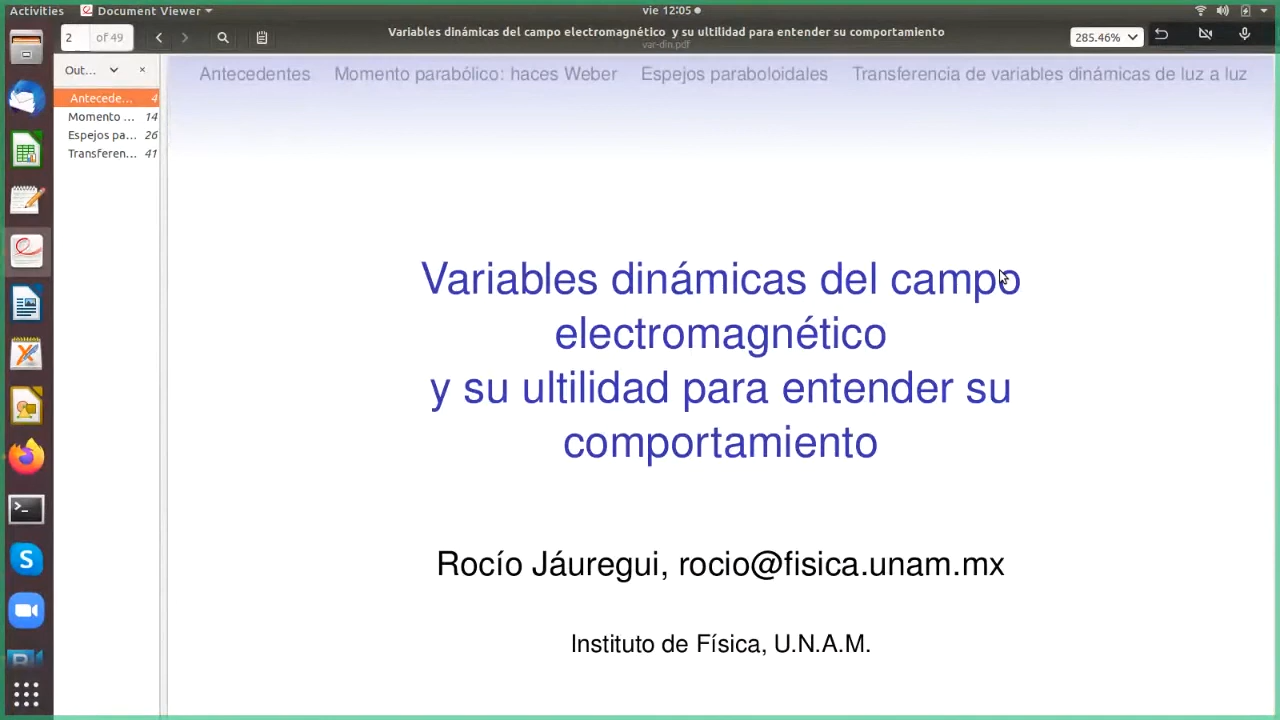 Activities Document Viewer vie 12:05
2 of 49 Variables dinámicas del campo electromagnético y su ultilidad para entender su comportamiento 285.46%
var-din.pdf
Out...
Antecede... 4
Momento ... 14
Espejos pa... 26
Transferen... 41
Antecedentes Momento parabólico: haces Weber Espejos paraboloidales Transferencia de variables dinámicas de luz a luz
Variables dinámicas del campo
electromagnético
y su ultilidad para entender su
comportamiento
Rocío Jáuregui, rocio@fisica.unam.mx
Instituto de Física, U.N.A.M.